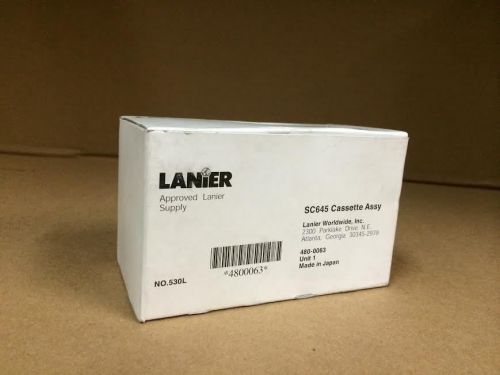 LANIER
Approved Lanier
Supply
SC645 Cassette Assy
Lanier Worldwide, Inc.
2300 Parklake Drive N.E.
Atlanta, Georgia 30345-2979
480-0063
Unit 1
Made in Japan
*4800063*
NO.530L